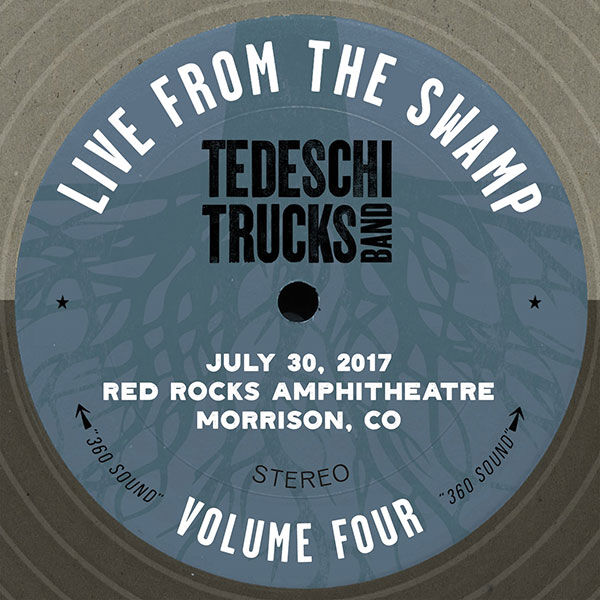 LIVE FROM THE SWAMP
TEDESCHI
TRUCKS BAND
JULY 30, 2017
RED ROCKS AMPHITHEATRE
MORRISON, CO
"360 SOUND"
STEREO
"360 SOUND"
VOLUME FOUR